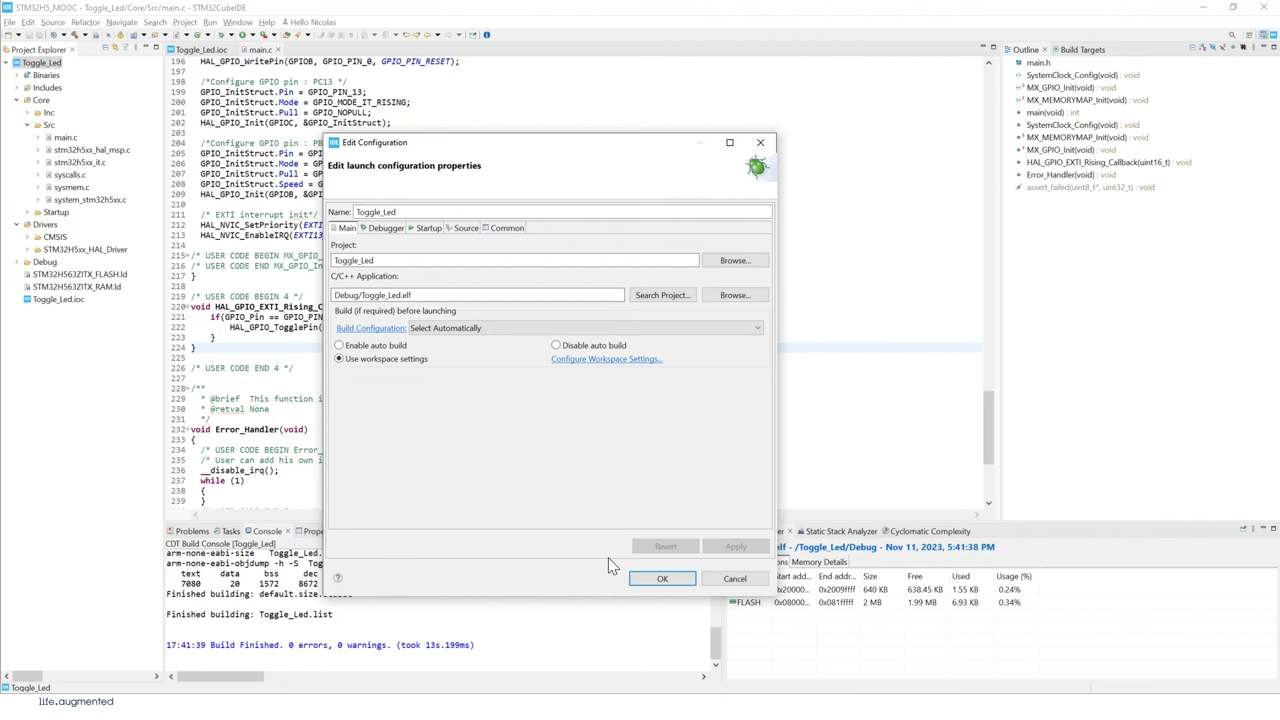 STM32H5_MOOC - Toggle_Led/Core/Src/main.c - STM32CubeIDE
File Edit Source Refactor Navigate Search Project Run Window Help Hello Nicolas
Project Explorer
Toggle_Led
Binaries
Includes
Core
Inc
Src
main.c
stm32h5xx_hal_msp.c
stm32h5xx_it.c
syscalls.c
sysmem.c
system_stm32h5xx.c
Startup
Drivers
CMSIS
STM32H5xx_HAL_Driver
Debug
STM32H563ZITX_FLASH.ld
STM32H563ZITX_RAM.ld
Toggle_Led.ioc
Toggle_Led.ioc main.c
196 HAL_GPIO_WritePin(GPIOB, GPIO_PIN_0, GPIO_PIN_RESET);
197
198 /*Configure GPIO pin : PC13 */
199 GPIO_InitStruct.Pin = GPIO_PIN_13;
200 GPIO_InitStruct.Mode = GPIO_MODE_IT_RISING;
201 GPIO_InitStruct.Pull = GPIO_NOPULL;
202 HAL_GPIO_Init(GPIOC, &GPIO_InitStruct);
203
204 /*Configure GPIO pin : PB
205 GPIO_InitStruct.Pin =
206 GPIO_InitStruct.Mode =
207 GPIO_InitStruct.Pull =
208 GPIO_InitStruct.Speed =
209 HAL_GPIO_Init(GPIOB, &
210
211 /* EXTI interrupt init*/
212 HAL_NVIC_SetPriority(EXTI
213 HAL_NVIC_EnableIRQ(EXTI13
214
215 /* USER CODE BEGIN MX_GPIO_
216 /* USER CODE END MX_GPIO_In
217 }
218
219 /* USER CODE BEGIN 4 */
220 void HAL_GPIO_EXTI_Rising_C
221 if(GPIO_Pin == GPIO_PIN
222 HAL_GPIO_TogglePin(
223 }
224 }
225
226 /* USER CODE END 4 */
227
228 /**
229 * @brief This function i
230 * @retval None
231 */
232 void Error_Handler(void)
233 {
234 /* USER CODE BEGIN Error_
235 /* User can add his own i
236 __disable_irq();
237 while (1)
238 {
239 }
Edit Configuration
Edit launch configuration properties
Name: Toggle_Led
Main Debugger Startup Source Common
Project:
Toggle_Led Browse...
C/C++ Application:
Debug/Toggle_Led.elf Search Project... Browse...
Build (if required) before launching
Build Configuration: Select Automatically
Enable auto build Disable auto build
Use workspace settings Configure Workspace Settings...
Revert Apply
OK Cancel
Outline Build Targets
main.h
SystemClock_Config(void) : void
MX_GPIO_Init(void) : void
MX_MEMORYMAP_Init(void) : void
main(void) : int
SystemClock_Config(void) : void
MX_MEMORYMAP_Init(void) : void
MX_GPIO_Init(void) : void
HAL_GPIO_EXTI_Rising_Callback(uint16_t) : void
Error_Handler(void) : void
assert_failed(uint8_t*, uint32_t) : void
Problems Tasks Console Prope
CDT Build Console [Toggle_Led]
arm-none-eabi-size Toggle_Led.
arm-none-eabi-objdump -h -S Toggle_Led.
text data bss dec
7080 20 1572 8672
Finished building: default.size.
Finished building: Toggle_Led.list
17:41:39 Build Finished. 0 errors, 0 warnings. (took 13s.199ms)
er Static Stack Analyzer Cyclomatic Complexity
elf - /Toggle_Led/Debug - Nov 11, 2023, 5:41:38 PM
ons Memory Details
Start addr... End addr... Size Free Used Usage (%)
0x20000... 0x2009ffff 640 KB 638.45 KB 1.55 KB 0.24%
FLASH 0x08000... 0x081fffff 2 MB 1.99 MB 6.93 KB 0.34%
Toggle_Led
life.augmented